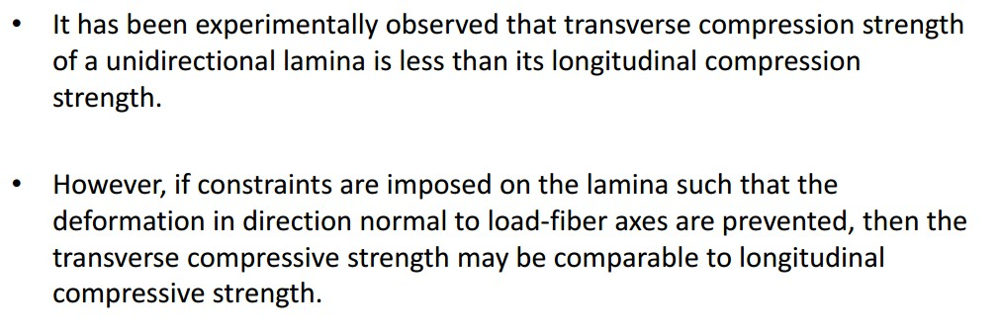 • It has been experimentally observed that transverse compression strength
of a unidirectional lamina is less than its longitudinal compression
strength.
• However, if constraints are imposed on the lamina such that the
deformation in direction normal to load-fiber axes are prevented, then the
transverse compressive strength may be comparable to longitudinal
compressive strength.